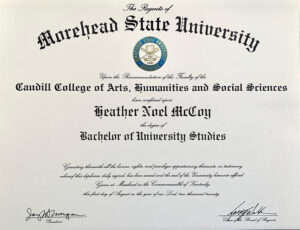 The Regents of
Morehead State University
Upon the Recommendation of the Faculty of the
Caudill College of Arts, Humanities and Social Sciences
have conferred upon
Heather Noel McCoy
the degree of
Bachelor of University Studies
Granting therewith all the honors, rights, and privileges appertaining thereunto, in testimony
whereof this diploma, duly signed, has been issued and the seal of the University hereunto affixed.
Given at Morehead in the Commonwealth of Kentucky,
this first day of August in the year of our Lord two thousand twenty.
President
Chair, the Board of Regents